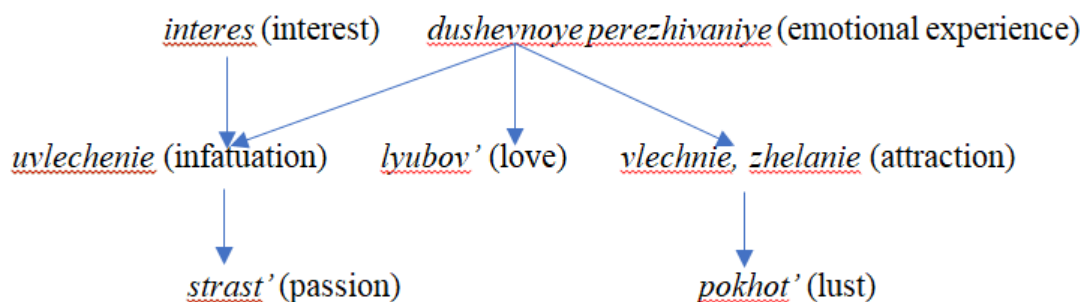 interes (interest) dushevnoye perezhivaniye (emotional experience)
uvlechenie (infatuation) lyubov’ (love) vlechnie, zhelanie (attraction)
strast’ (passion) pokhot’ (lust)